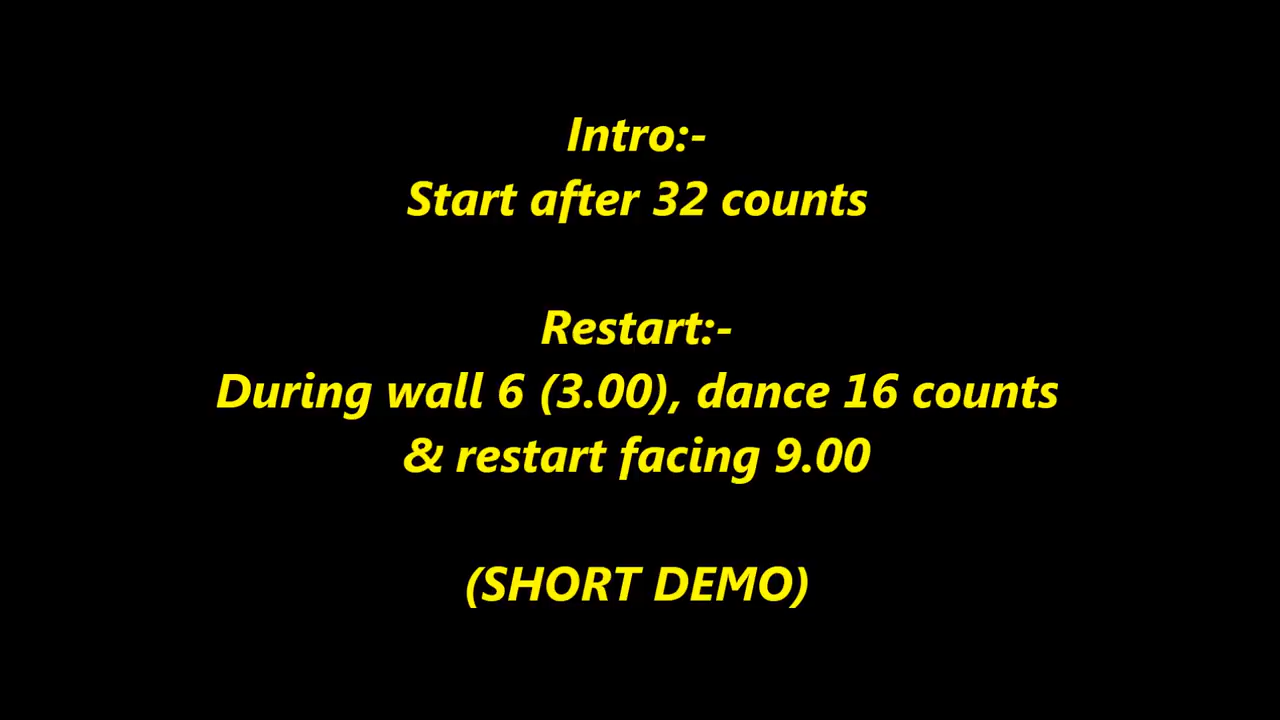 Intro:-
Start after 32 counts
Restart:-
During wall 6 (3.00), dance 16 counts
& restart facing 9.00
(SHORT DEMO)